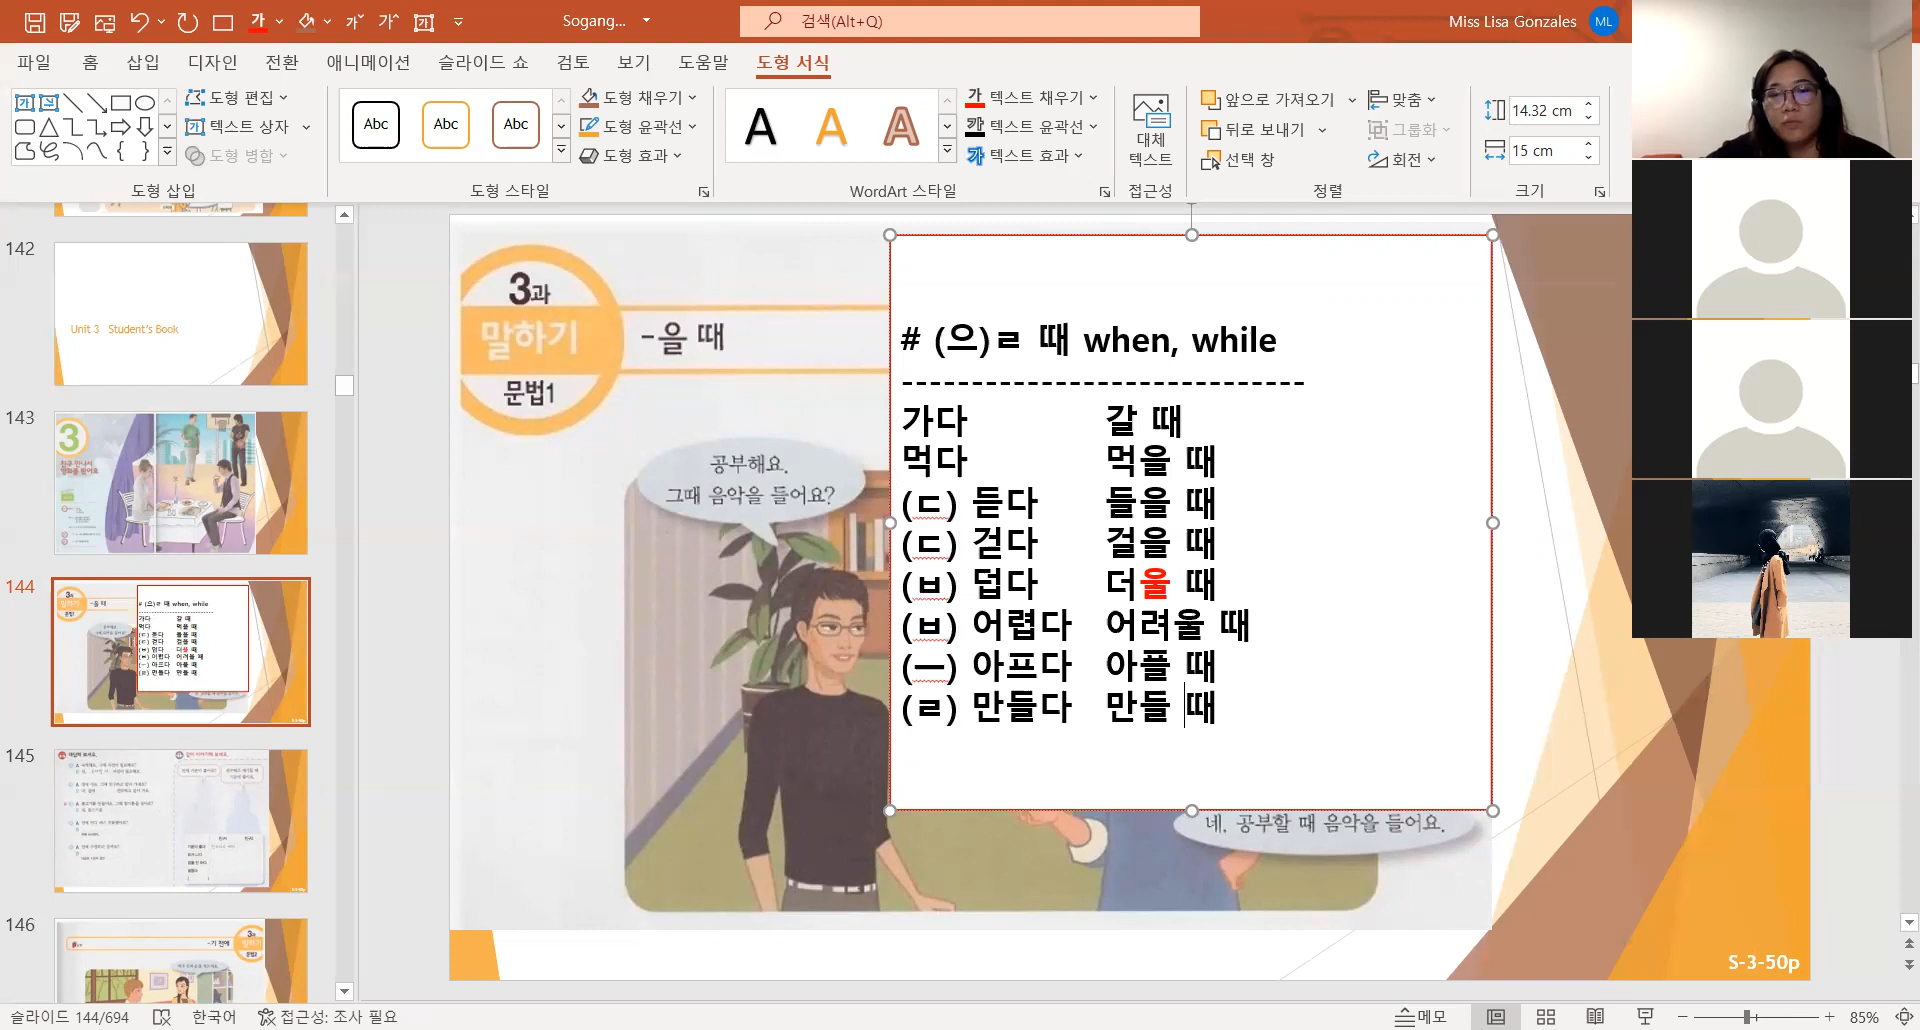 Sogang...
검색(Alt+Q)
Miss Lisa Gonzales
ML
파일 홈 삽입 디자인 전환 애니메이션 슬라이드 쇼 검토 보기 도움말 도형 서식
도형 편집
텍스트 상자
도형 병합
도형 삽입
Abc Abc Abc
도형 채우기
도형 윤곽선
도형 효과
도형 스타일
A A A
텍스트 채우기
텍스트 윤곽선
텍스트 효과
WordArt 스타일
대체
텍스트
접근성
앞으로 가져오기
뒤로 보내기
선택 창
맞춤
그룹화
회전
정렬
14.32 cm
15 cm
크기
142
Unit 3 Student's Book
143
3
144
145
146
3과
말하기
문법1
-을 때
공부해요.
그때 음악을 들어요?
# (으)ㄹ 때 when, while
-----------------------------
가다 갈 때
먹다 먹을 때
(ㄷ) 듣다 들을 때
(ㄷ) 걷다 걸을 때
(ㅂ) 덥다 더울 때
(ㅂ) 어렵다 어려울 때
(ㅡ) 아프다 아플 때
(ㄹ) 만들다 만들 때
네, 공부할 때 음악을 들어요.
S-3-50p
슬라이드 144/694
한국어
접근성: 조사 필요
메모
85%